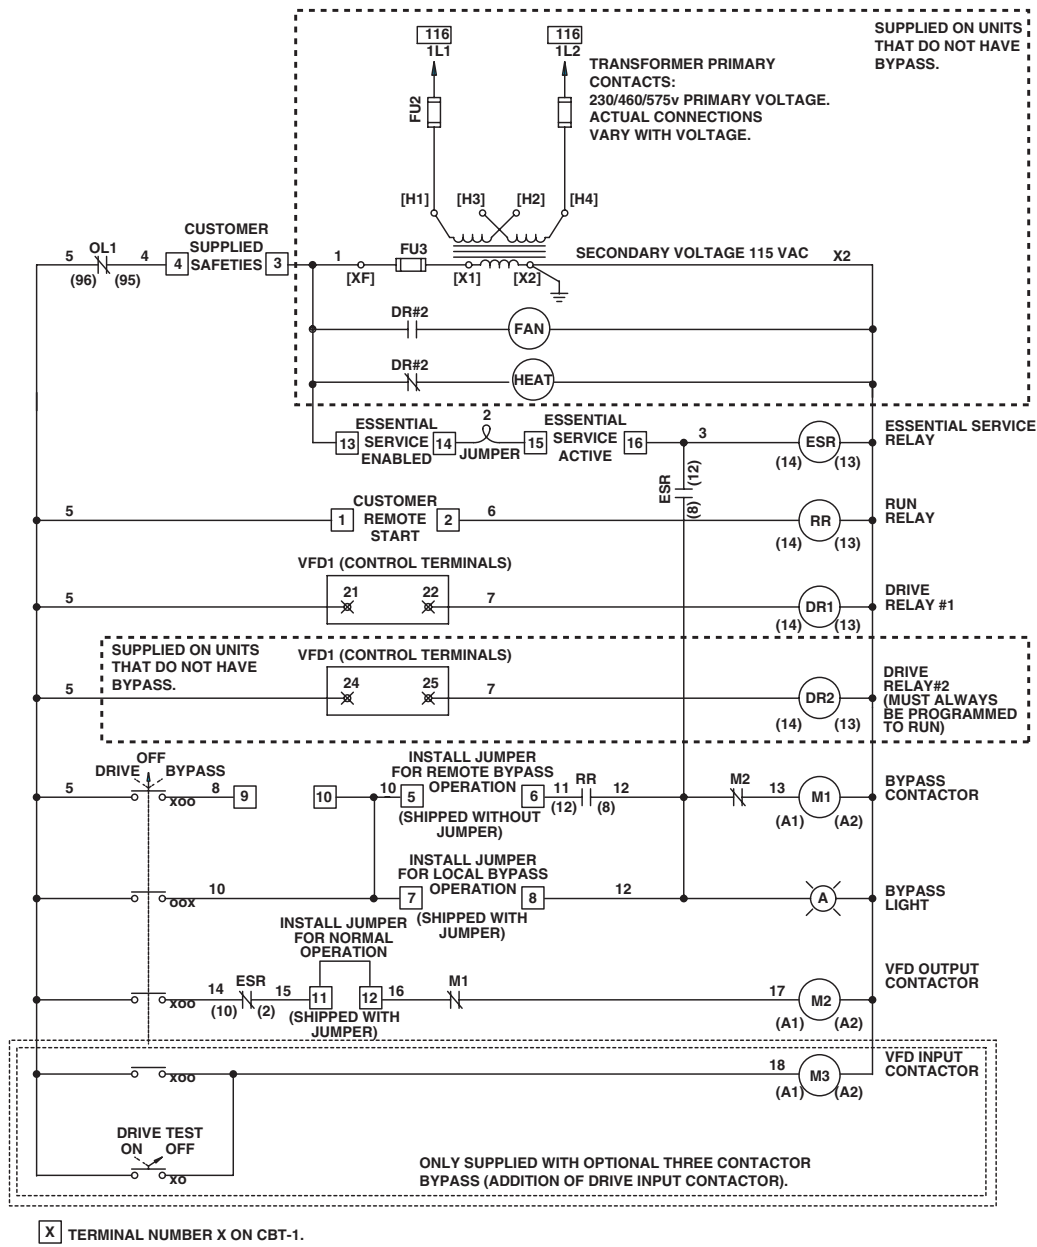 116
1L1
116
1L2
SUPPLIED ON UNITS
THAT DO NOT HAVE
BYPASS.
TRANSFORMER PRIMARY
CONTACTS:
230/460/575v PRIMARY VOLTAGE.
ACTUAL CONNECTIONS
VARY WITH VOLTAGE.
FU2
[H1]
[H3]
[H2]
[H4]
5
OL1
(96)
(95)
4
4
CUSTOMER
SUPPLIED
SAFETIES
3
1
[XF]
FU3
[X1]
[X2]
SECONDARY VOLTAGE 115 VAC
X2
DR#2
FAN
DR#2
HEAT
13
ESSENTIAL
SERVICE
ENABLED
14
2
JUMPER
15
ESSENTIAL
SERVICE
ACTIVE
16
3
ESR
(14)
(13)
ESSENTIAL SERVICE
RELAY
ESR
(12)
(8)
5
1
CUSTOMER
REMOTE
START
2
6
RR
(14)
(13)
RUN
RELAY
VFD1 (CONTROL TERMINALS)
5
21
22
7
DR1
(14)
(13)
DRIVE
RELAY #1
SUPPLIED ON UNITS
THAT DO NOT HAVE
BYPASS.
VFD1 (CONTROL TERMINALS)
5
24
25
7
DR2
(14)
(13)
DRIVE
RELAY#2
(MUST ALWAYS
BE PROGRAMMED
TO RUN)
OFF
DRIVE
BYPASS
5
xoo
8
9
10
10
5
INSTALL JUMPER
FOR REMOTE BYPASS
OPERATION
(SHIPPED WITHOUT
JUMPER)
6
11
RR
(12)
(8)
12
M2
13
M1
(A1)
(A2)
BYPASS
CONTACTOR
oox
10
7
INSTALL JUMPER
FOR LOCAL BYPASS
OPERATION
(SHIPPED WITH
JUMPER)
8
12
A
BYPASS
LIGHT
INSTALL JUMPER
FOR NORMAL
OPERATION
xoo
14
ESR
(10)
(2)
15
11
12
(SHIPPED WITH
JUMPER)
16
M1
17
M2
(A1)
(A2)
VFD OUTPUT
CONTACTOR
xoo
18
M3
(A1)
(A2)
VFD INPUT
CONTACTOR
DRIVE TEST
ON
OFF
xo
ONLY SUPPLIED WITH OPTIONAL THREE CONTACTOR
BYPASS (ADDITION OF DRIVE INPUT CONTACTOR).
X TERMINAL NUMBER X ON CBT-1.